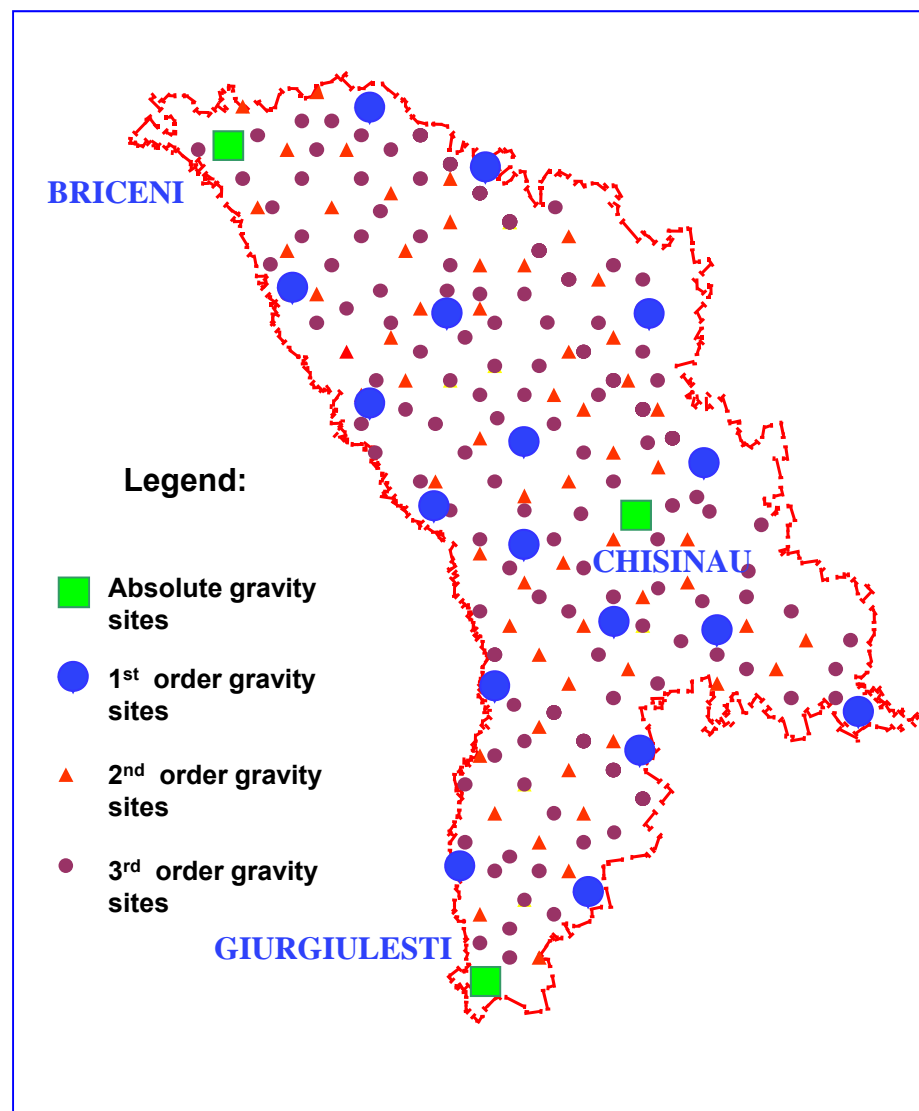 BRICENI
Legend:
CHISINAU
Absolute gravity
sites
1st order gravity
sites
2nd order gravity
sites
3rd order gravity
sites
GIURGIULESTI